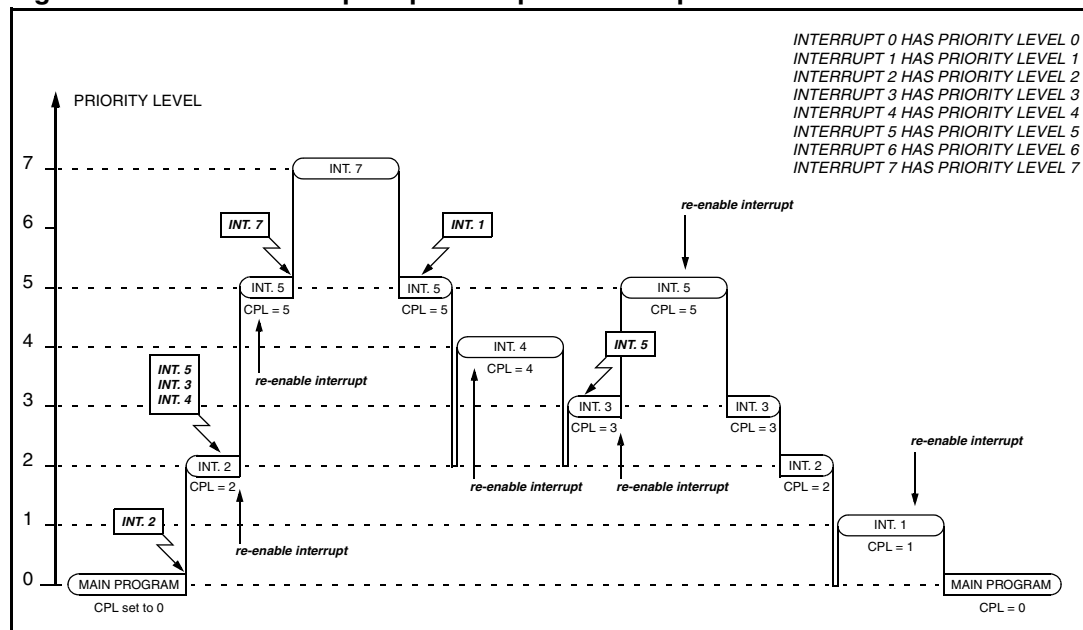 INTERRUPT 0 HAS PRIORITY LEVEL 0
INTERRUPT 1 HAS PRIORITY LEVEL 1
INTERRUPT 2 HAS PRIORITY LEVEL 2
INTERRUPT 3 HAS PRIORITY LEVEL 3
INTERRUPT 4 HAS PRIORITY LEVEL 4
INTERRUPT 5 HAS PRIORITY LEVEL 5
INTERRUPT 6 HAS PRIORITY LEVEL 6
INTERRUPT 7 HAS PRIORITY LEVEL 7
PRIORITY LEVEL
7
INT. 7
re-enable interrupt
6
INT. 7
INT. 1
5
INT. 5
INT. 5
INT. 5
CPL = 5
CPL = 5
CPL = 5
4
INT. 4
INT. 5
CPL = 4
INT. 5
INT. 3
INT. 4
re-enable interrupt
3
INT. 3
INT. 3
CPL = 3
CPL = 3
re-enable interrupt
2
INT. 2
INT. 2
CPL = 2
re-enable interrupt
re-enable interrupt
CPL = 2
1
INT. 2
INT. 1
re-enable interrupt
CPL = 1
0
MAIN PROGRAM
MAIN PROGRAM
CPL set to 0
CPL = 0